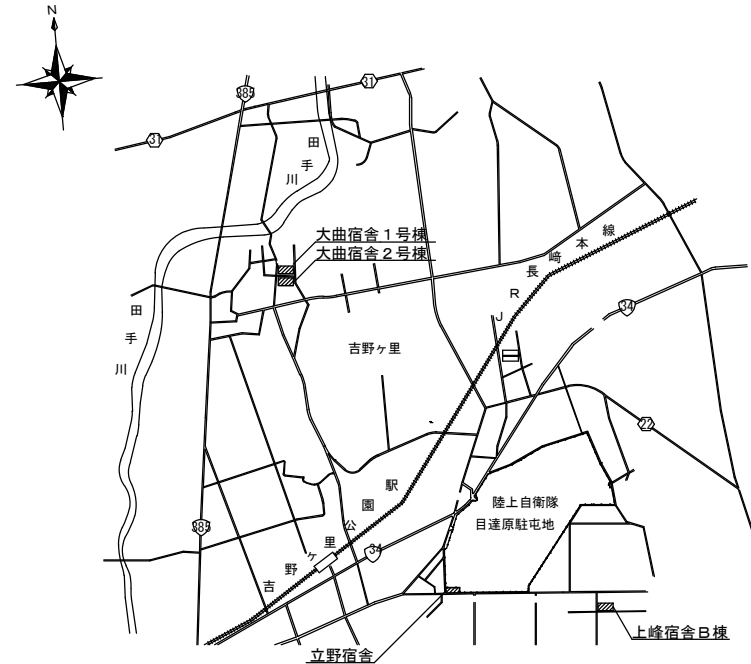 N
385
31
31
田手川
大曲宿舎1号棟
大曲宿舎2号棟
JR長崎本線
34
田手川
吉野ヶ里
22
385
陸上自衛隊
目達原駐屯地
吉野ヶ里公園駅
34
上峰宿舎B棟
立野宿舎